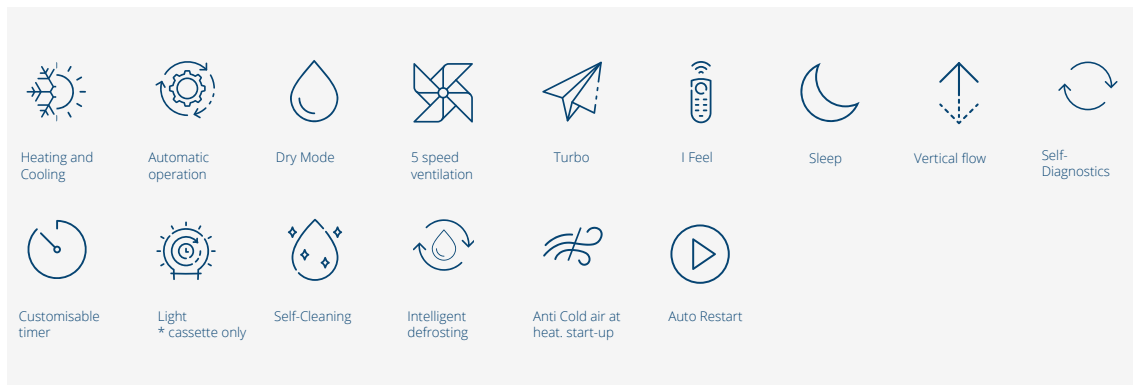 Heating and
Cooling
Automatic
operation
Dry Mode
5 speed
ventilation
Turbo
I Feel
Sleep
Vertical flow
Self-
Diagnostics
Customisable
timer
Light
* cassette only
Self-Cleaning
Intelligent
defrosting
Anti Cold air at
heat. start-up
Auto Restart